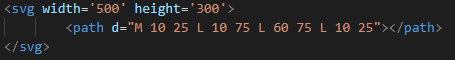 <svg width='500' height='300'>
<path d="M 10 25 L 10 75 L 60 75 L 10 25"></path>
</svg>